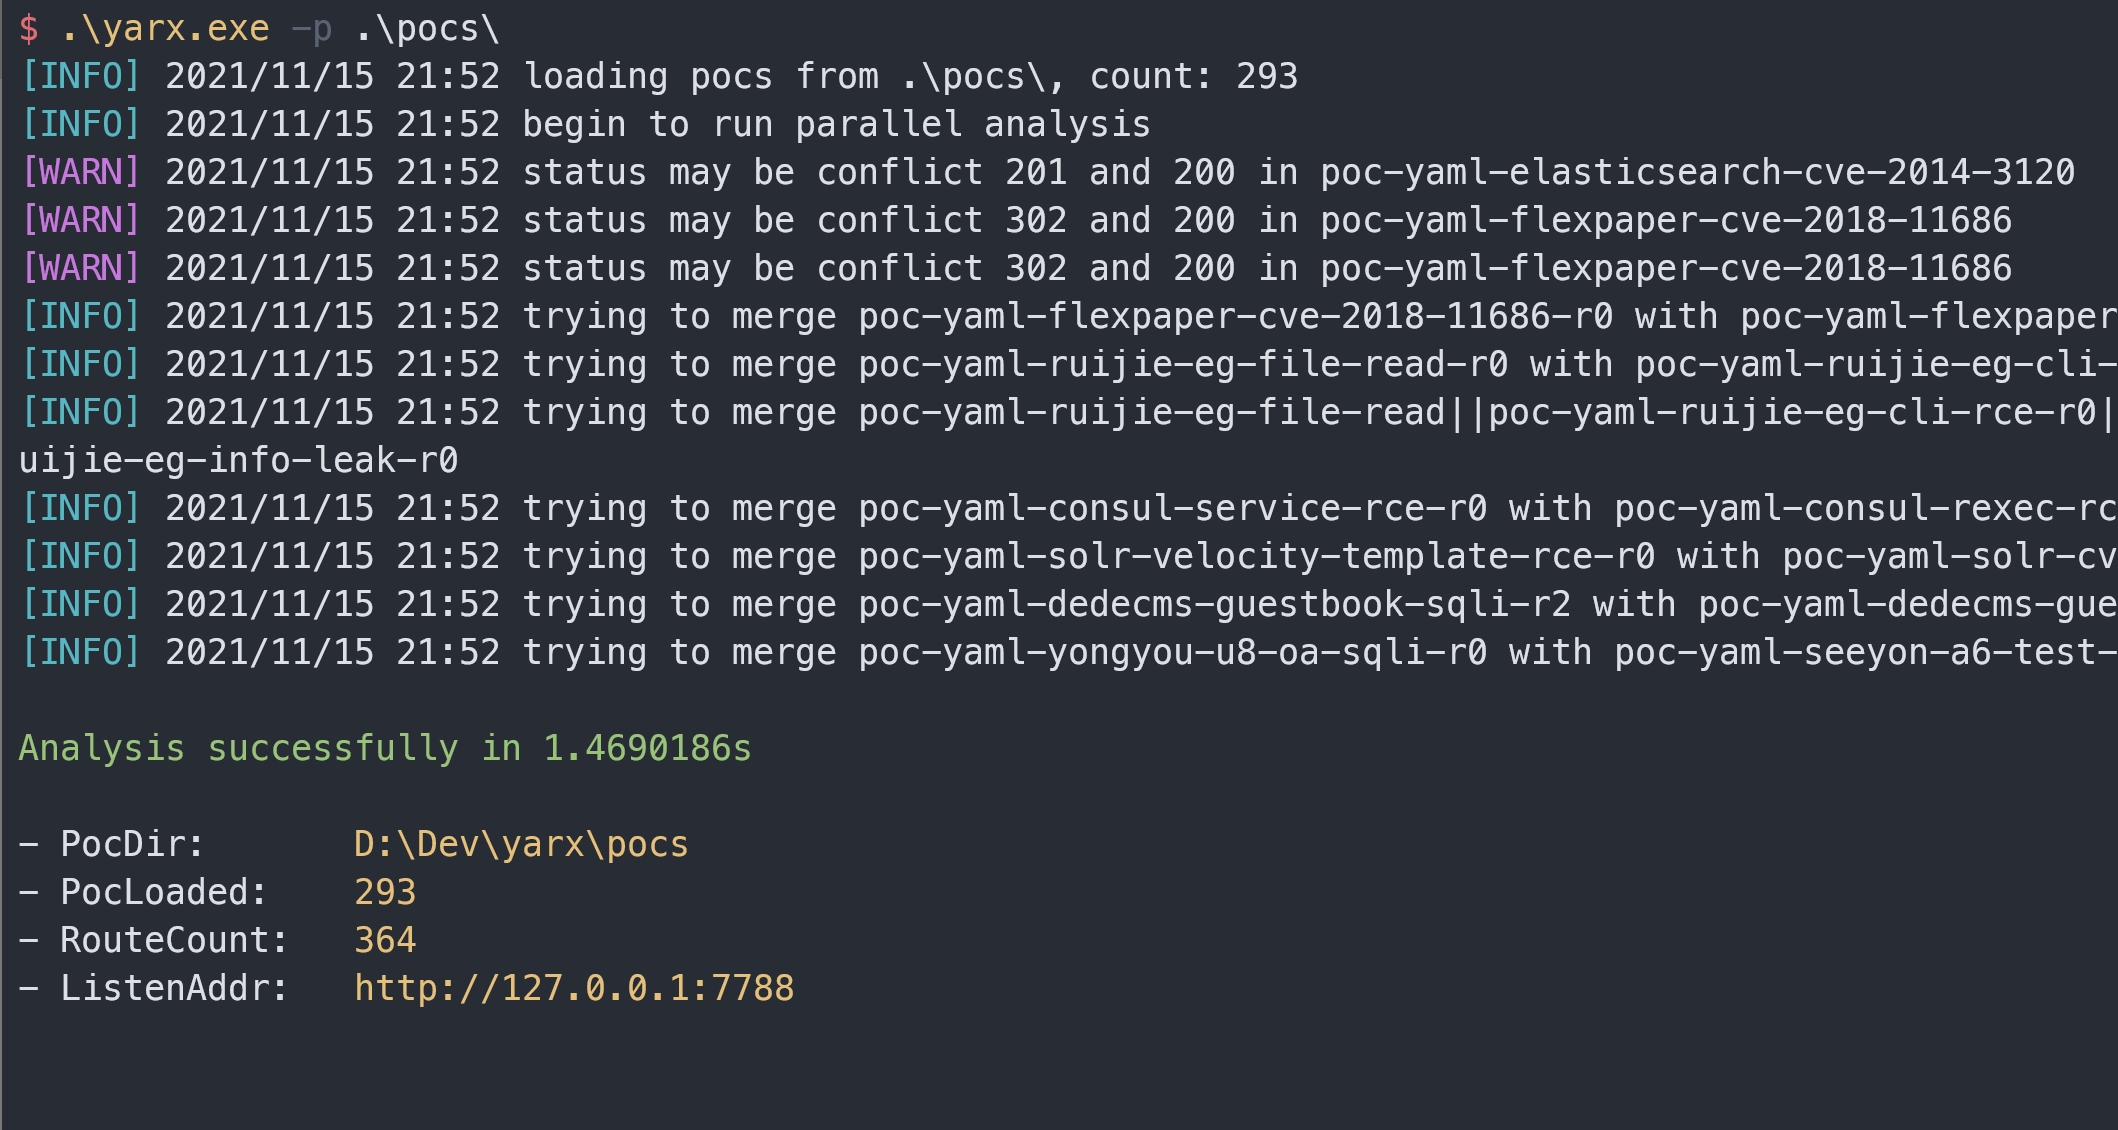 $ .\yarx.exe -p .\pocs\
[INFO] 2021/11/15 21:52 loading pocs from .\pocs\, count: 293
[INFO] 2021/11/15 21:52 begin to run parallel analysis
[WARN] 2021/11/15 21:52 status may be conflict 201 and 200 in poc-yaml-elasticsearch-cve-2014-3120
[WARN] 2021/11/15 21:52 status may be conflict 302 and 200 in poc-yaml-flexpaper-cve-2018-11686
[WARN] 2021/11/15 21:52 status may be conflict 302 and 200 in poc-yaml-flexpaper-cve-2018-11686
[INFO] 2021/11/15 21:52 trying to merge poc-yaml-flexpaper-cve-2018-11686-r0 with poc-yaml-flexpaper
[INFO] 2021/11/15 21:52 trying to merge poc-yaml-ruijie-eg-file-read-r0 with poc-yaml-ruijie-eg-cli-
[INFO] 2021/11/15 21:52 trying to merge poc-yaml-ruijie-eg-file-read||poc-yaml-ruijie-eg-cli-rce-r0|
uijie-eg-info-leak-r0
[INFO] 2021/11/15 21:52 trying to merge poc-yaml-consul-service-rce-r0 with poc-yaml-consul-rexec-rc
[INFO] 2021/11/15 21:52 trying to merge poc-yaml-solr-velocity-template-rce-r0 with poc-yaml-solr-cv
[INFO] 2021/11/15 21:52 trying to merge poc-yaml-dedecms-guestbook-sqli-r2 with poc-yaml-dedecms-gue
[INFO] 2021/11/15 21:52 trying to merge poc-yaml-yongyou-u8-oa-sqli-r0 with poc-yaml-seeyon-a6-test-
Analysis successfully in 1.4690186s
- PocDir: D:\Dev\yarx\pocs
- PocLoaded: 293
- RouteCount: 364
- ListenAddr: http://127.0.0.1:7788